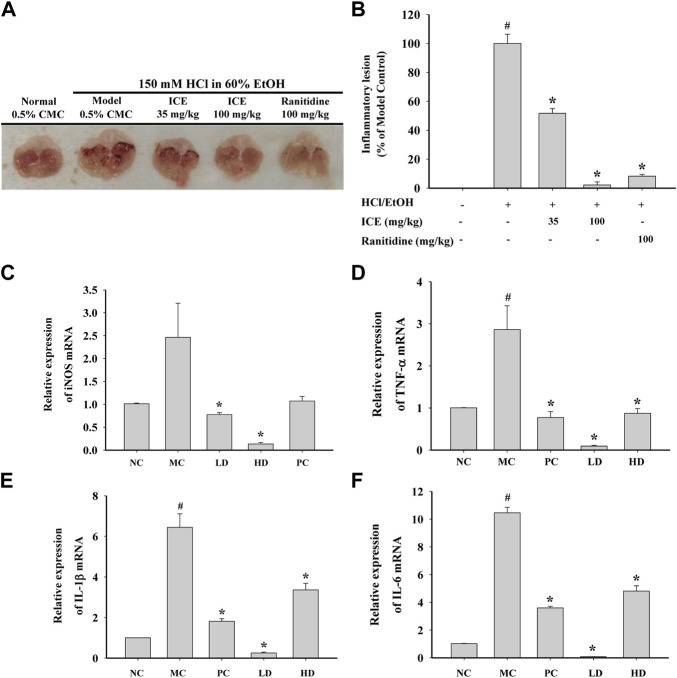 A
150 mM HCl in 60% EtOH
Normal Model ICE ICE Ranitidine
0.5% CMC 0.5% CMC 35 mg/kg 100 mg/kg 100 mg/kg
B
Inflammatory lesion
(% of Model Control)
120
100
80
60
40
20
0
#
*
*
*
HCl/EtOH - + + + +
ICE (mg/kg) - - 35 100 -
Ranitidine (mg/kg) - - - - 100
C
Relative expression
of iNOS mRNA
3.5
3.0
2.5
2.0
1.5
1.0
0.5
0.0
*
*
NC MC LD HD PC
D
Relative expression
of TNF-α mRNA
4
3
2
1
0
#
*
*
*
NC MC PC LD HD
E
Relative expression
of IL-1β mRNA
8
6
4
2
0
#
*
*
*
NC MC PC LD HD
F
Relative expression
of IL-6 mRNA
12
10
8
6
4
2
0
#
*
*
*
NC MC PC LD HD